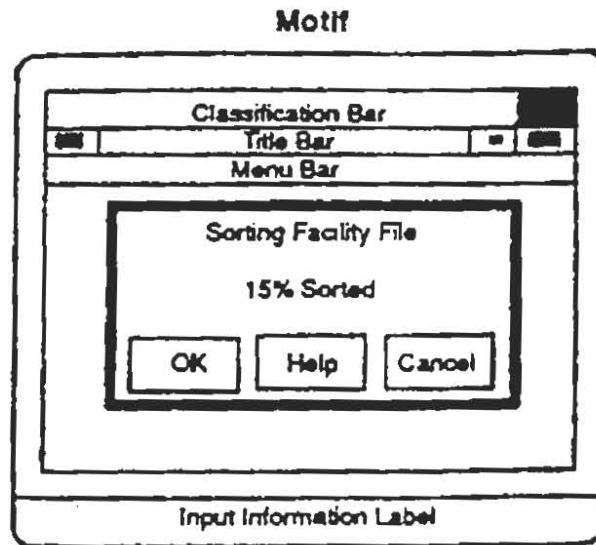 Motif
Classification Bar
Title Bar
Menu Bar
Sorting Facility File
15% Sorted
OK Help Cancel
Input Information Label